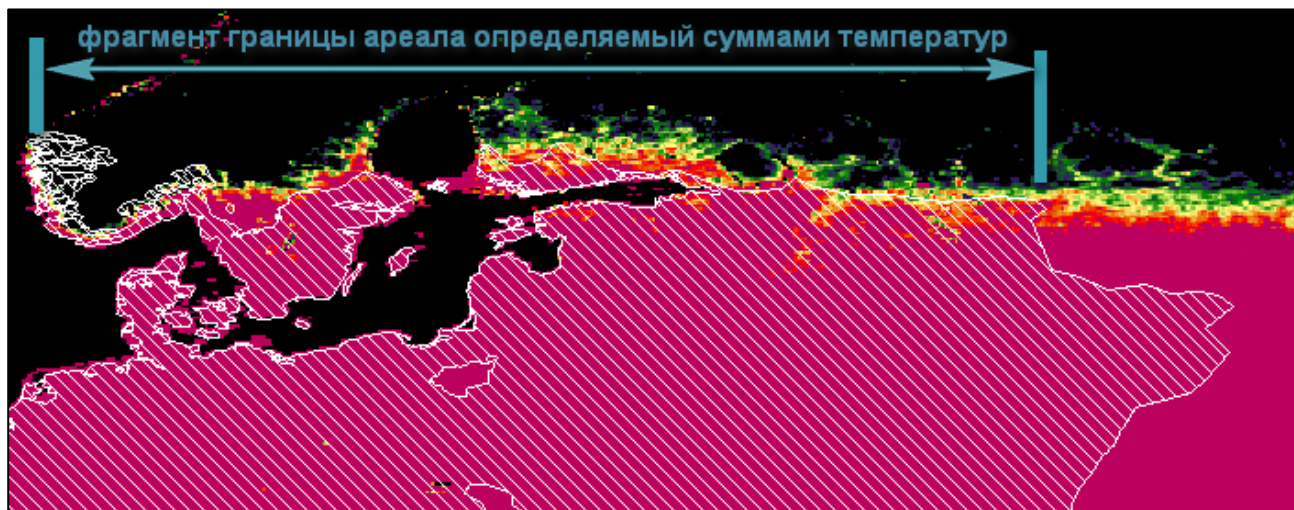 фрагмент границы ареала определяемый суммами температур